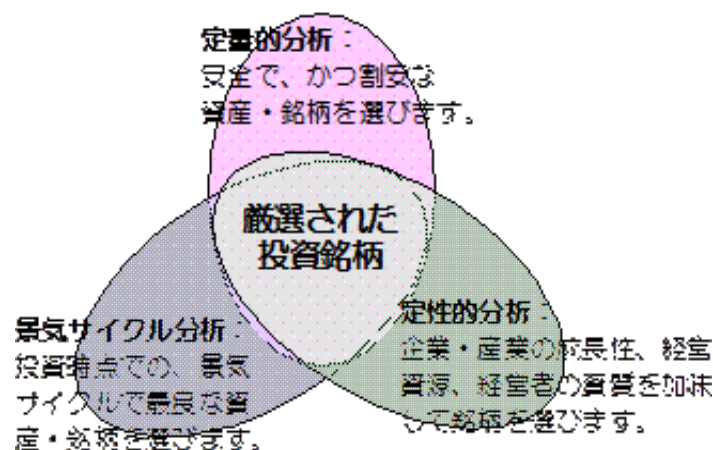 定量的分析：
安全で、かつ割安な
資産・銘柄を選びます。
厳選された
投資銘柄
景気サイクル分析：
投資時点での、景気
サイクルで最良な資
産・銘柄を選びます。
定性的分析：
企業・産業の成長性、経営
資源、経営者の資質を加味
して銘柄を選びます。